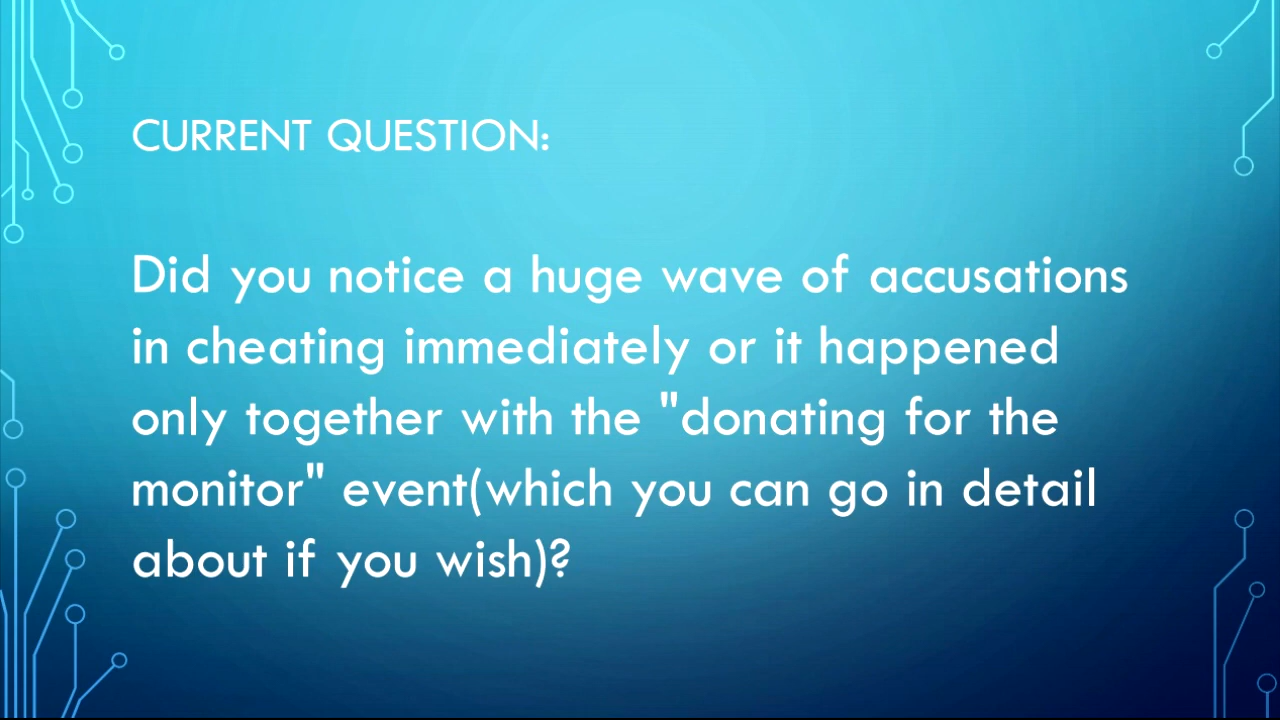 CURRENT QUESTION:
Did you notice a huge wave of accusations
in cheating immediately or it happened
only together with the "donating for the
monitor" event(which you can go in detail
about if you wish)?